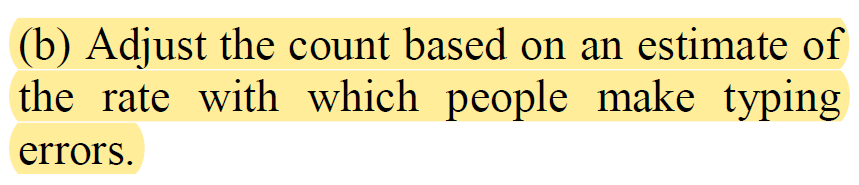 (b) Adjust the count based on an estimate of
the rate with which people make typing
errors.